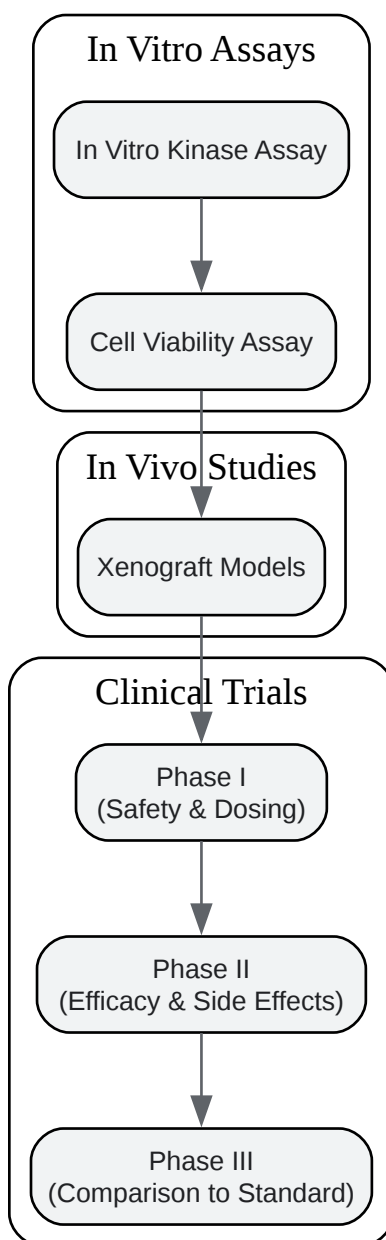 In Vitro Assays
In Vitro Kinase Assay
Cell Viability Assay
In Vivo Studies
Xenograft Models
Clinical Trials
Phase I
(Safety & Dosing)
Phase II
(Efficacy & Side Effects)
Phase III
(Comparison to Standard)